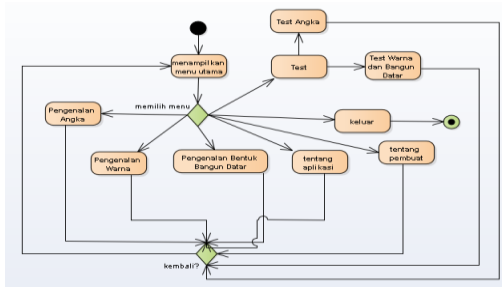 Test Angka
menampilkan
menu utama
Test
Test Warna
dan Bangun
Datar
memilih menu
Pengenalan
Angka
keluar
Pengenalan
Warna
Pengenalan Bentuk
Bangun Datar
tentang
aplikasi
tentang
pembuat
kembali?